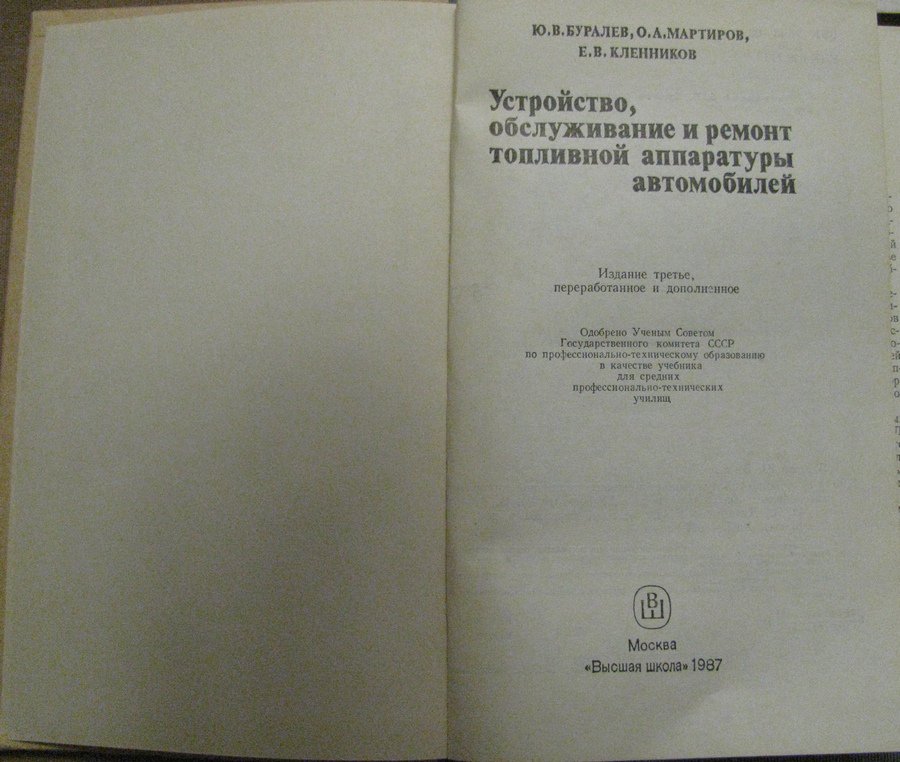 Ю.В.БУРАЛЕВ, О.А.МАРТИРОВ,
Е.В.КЛЕННИКОВ
Устройство,
обслуживание и ремонт
топливной аппаратуры
автомобилей
Издание третье,
переработанное и дополненное
Одобрено Ученым Советом
Государственного комитета СССР
по профессионально-техническому образованию
в качестве учебника
для средних
профессионально-технических
училищ
ВШ
Москва
«Высшая школа» 1987